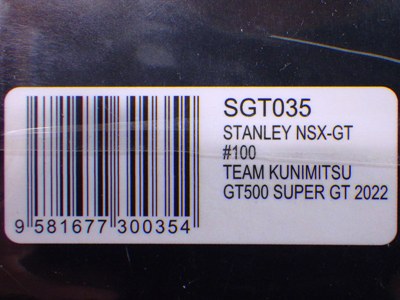 SGT035
STANLEY NSX-GT
#100
TEAM KUNIMITSU
GT500 SUPER GT 2022
9 581677 300354